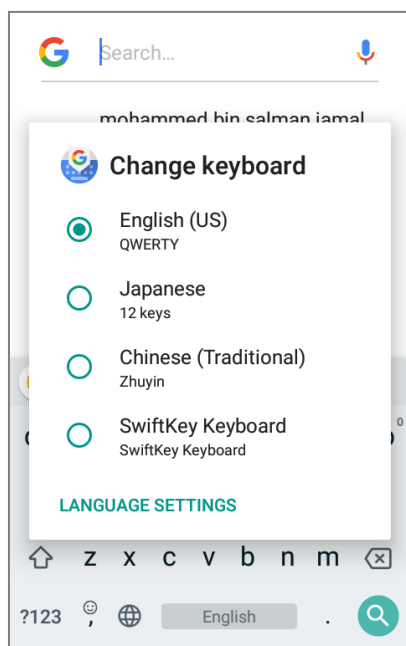 Search...
mohammed bin salman jamal
Change keyboard
English (US)
QWERTY
Japanese
12 keys
Chinese (Traditional)
Zhuyin
SwiftKey Keyboard
SwiftKey Keyboard
LANGUAGE SETTINGS
0
z x c v b n m
?123 , English .